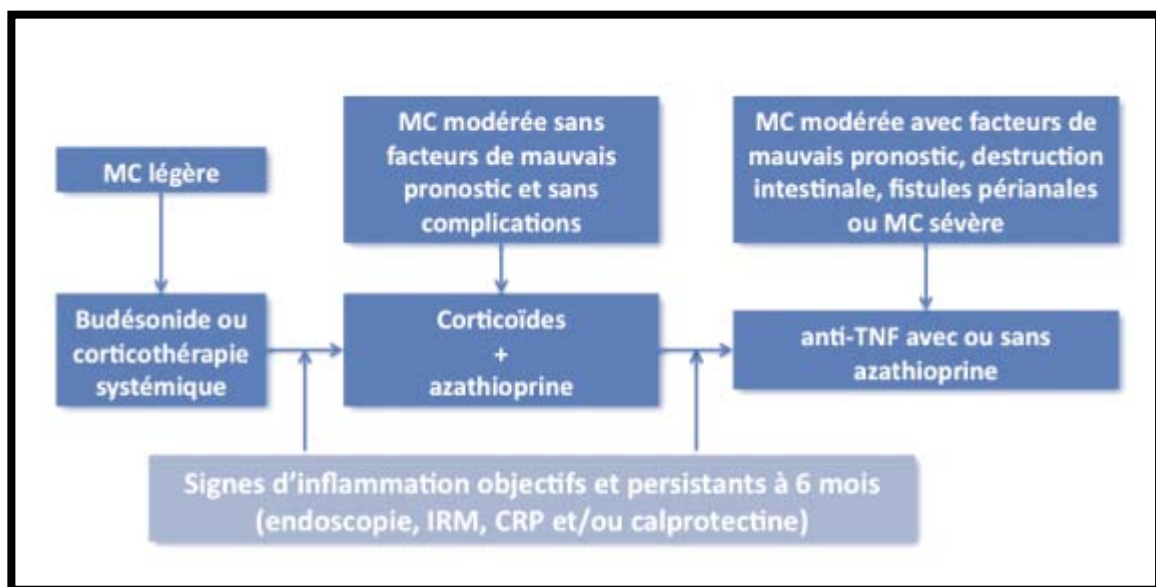 MC légère
MC modérée sans
facteurs de mauvais
pronostic et sans
complications
MC modérée avec facteurs de
mauvais pronostic, destruction
intestinale, fistules périanales
ou MC sévère
Budésonide ou
corticothérapie
systémique
Corticoïdes
+
azathioprine
anti-TNF avec ou sans
azathioprine
Signes d'inflammation objectifs et persistants à 6 mois
(endoscopie, IRM, CRP et/ou calprotectine)